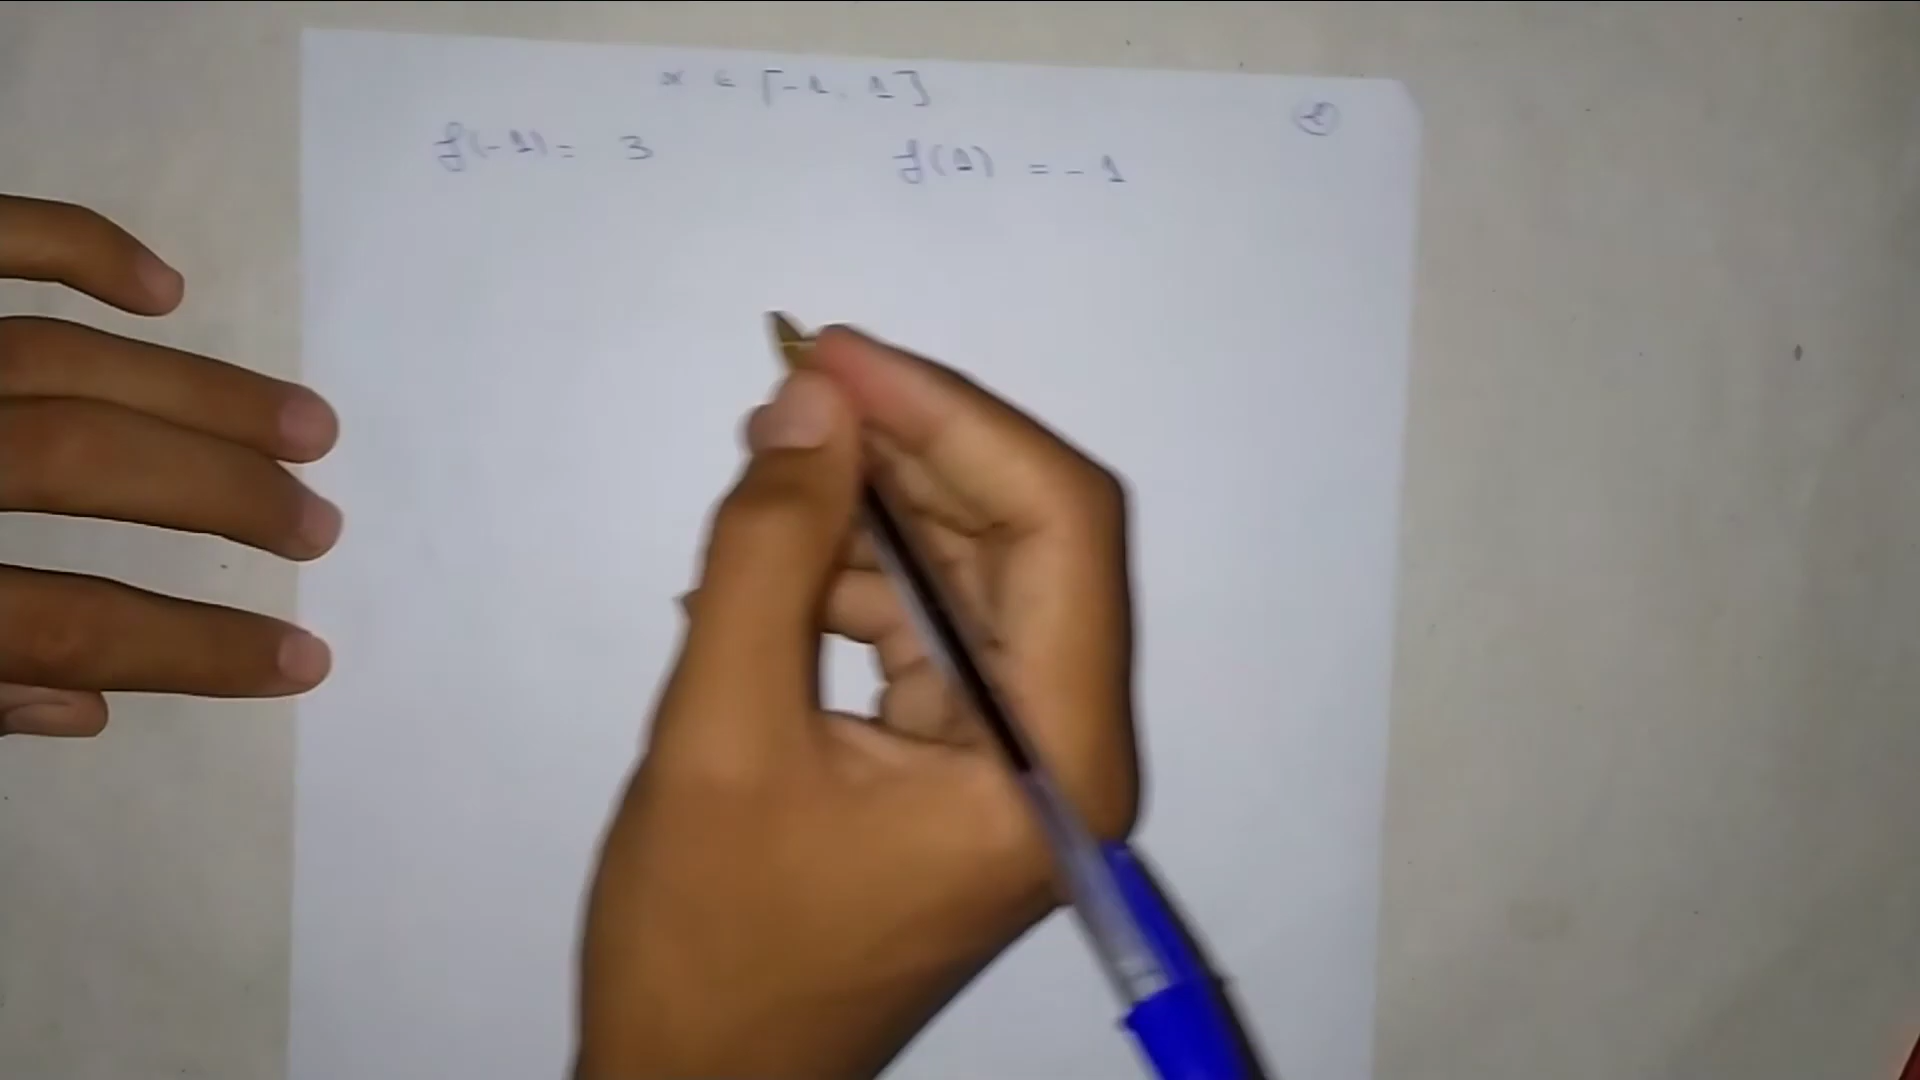 x ∈ [-1, 1]
f(-1) = 3 f(1) = -1